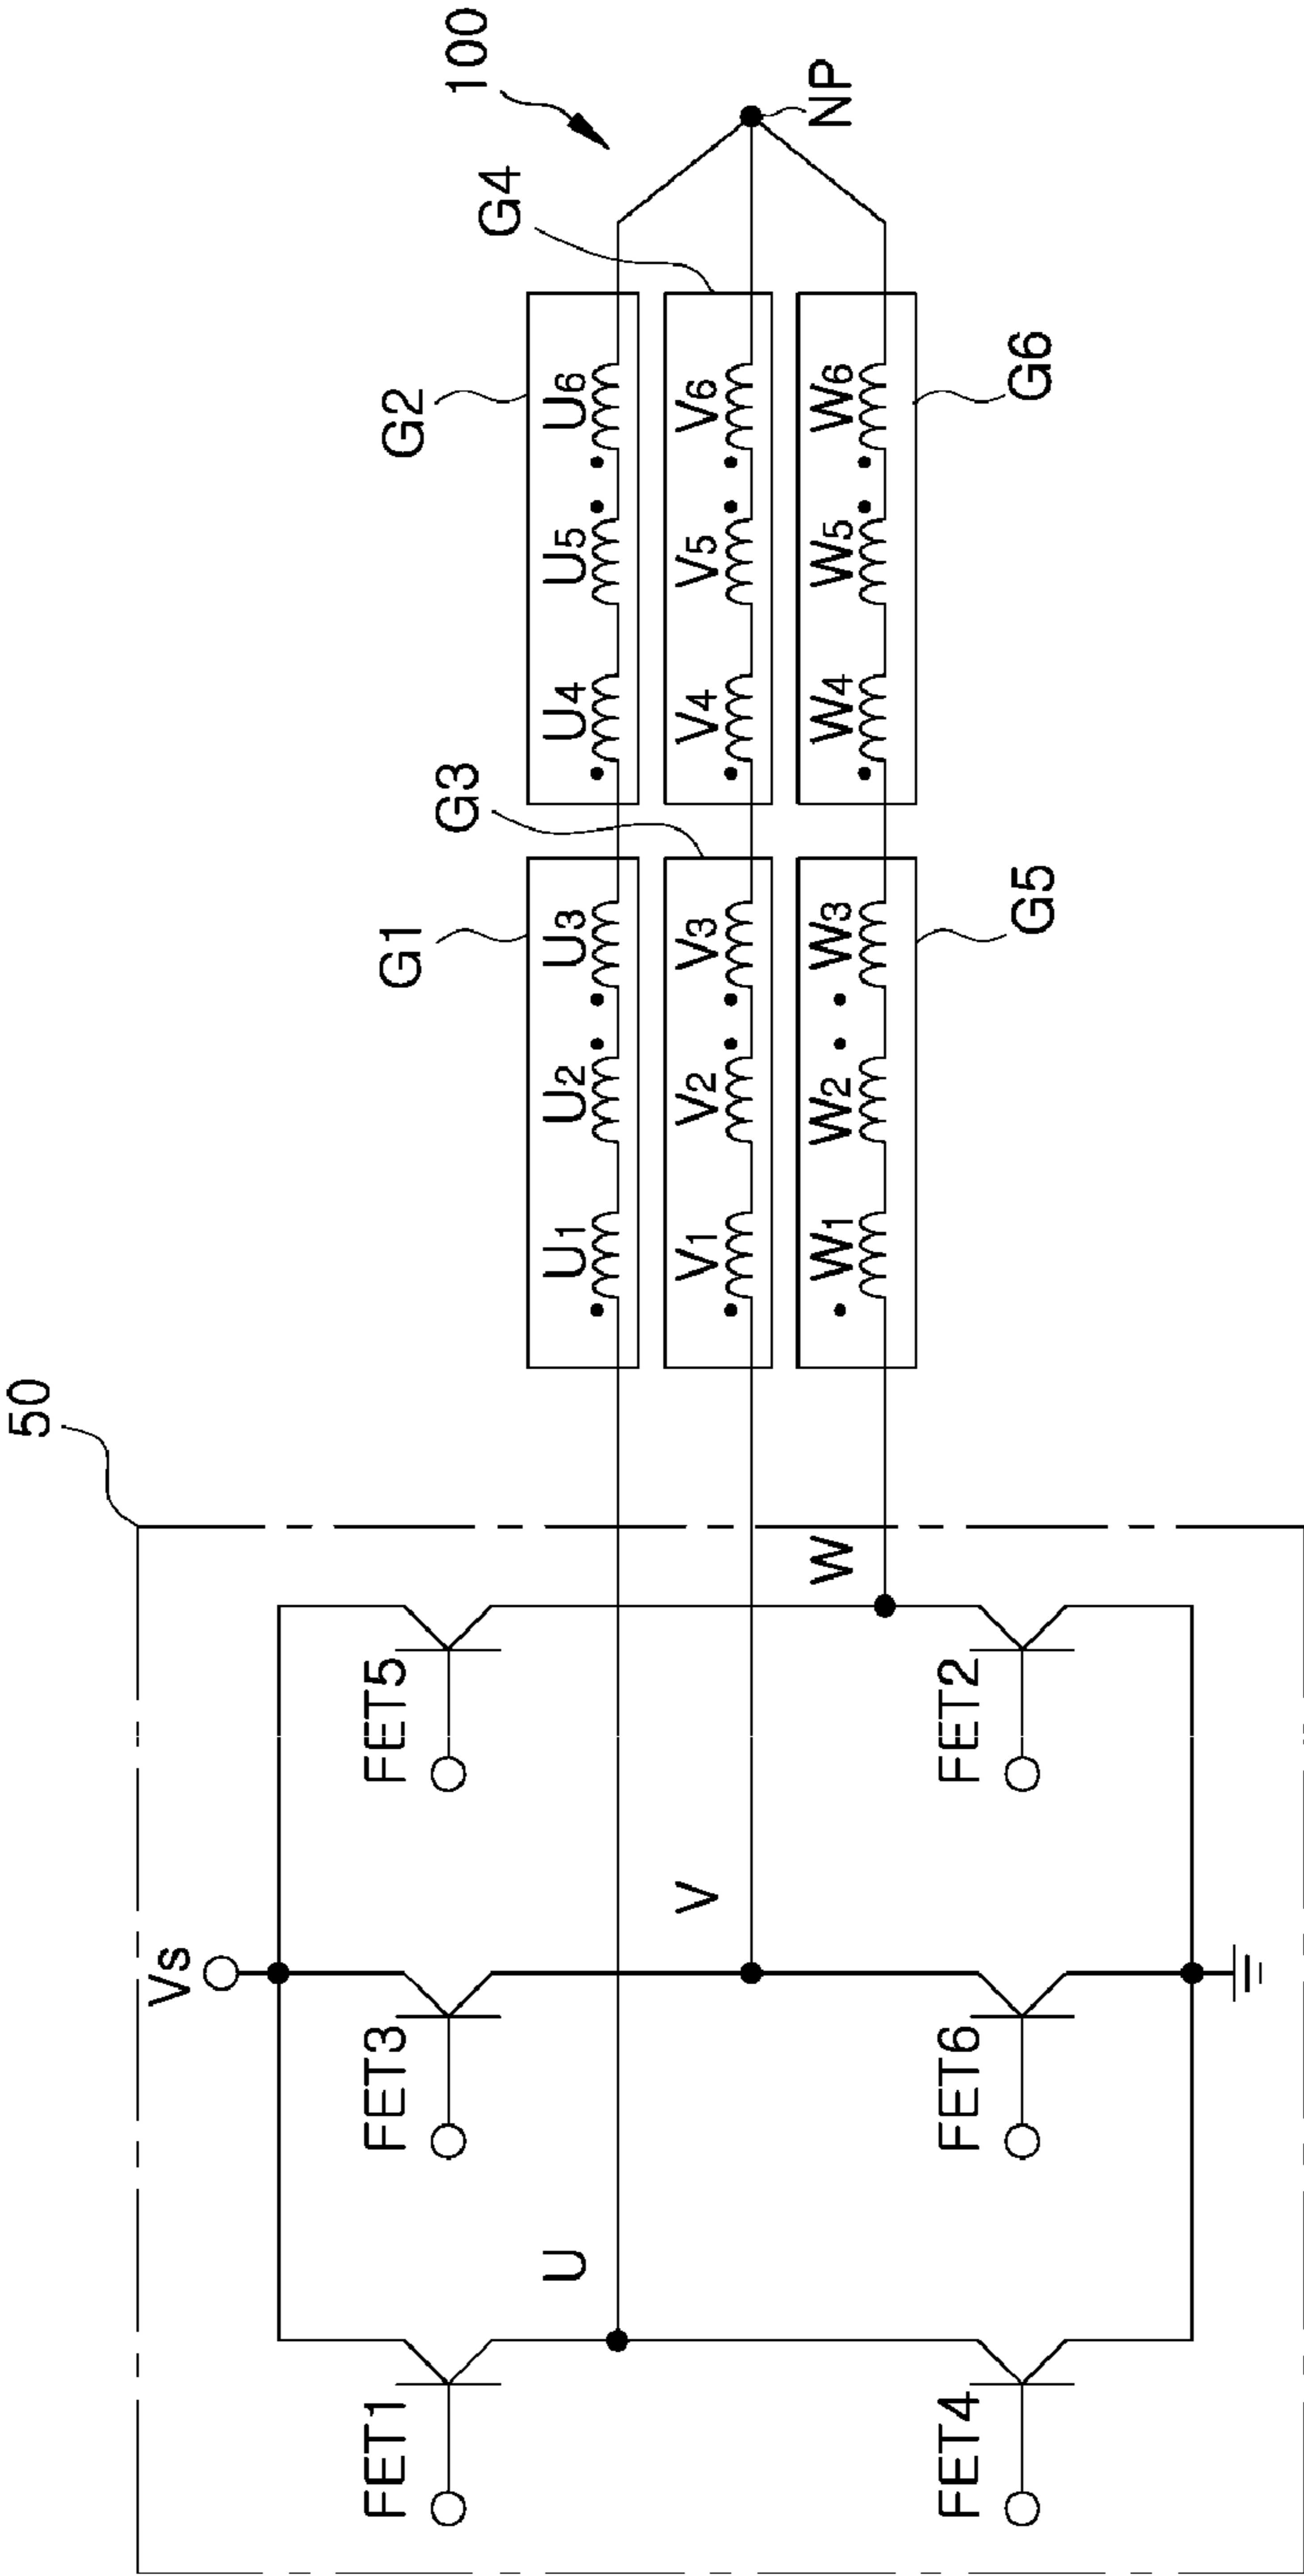 50
100
Vs
FET1
FET3
FET5
U
V
W
FET4
FET6
FET2
G1
G3
G2
G4
U1 U2 U3
U4 U5 U6
V1 V2 V3
V4 V5 V6
W1 W2 W3
W4 W5 W6
NP
G5
G6